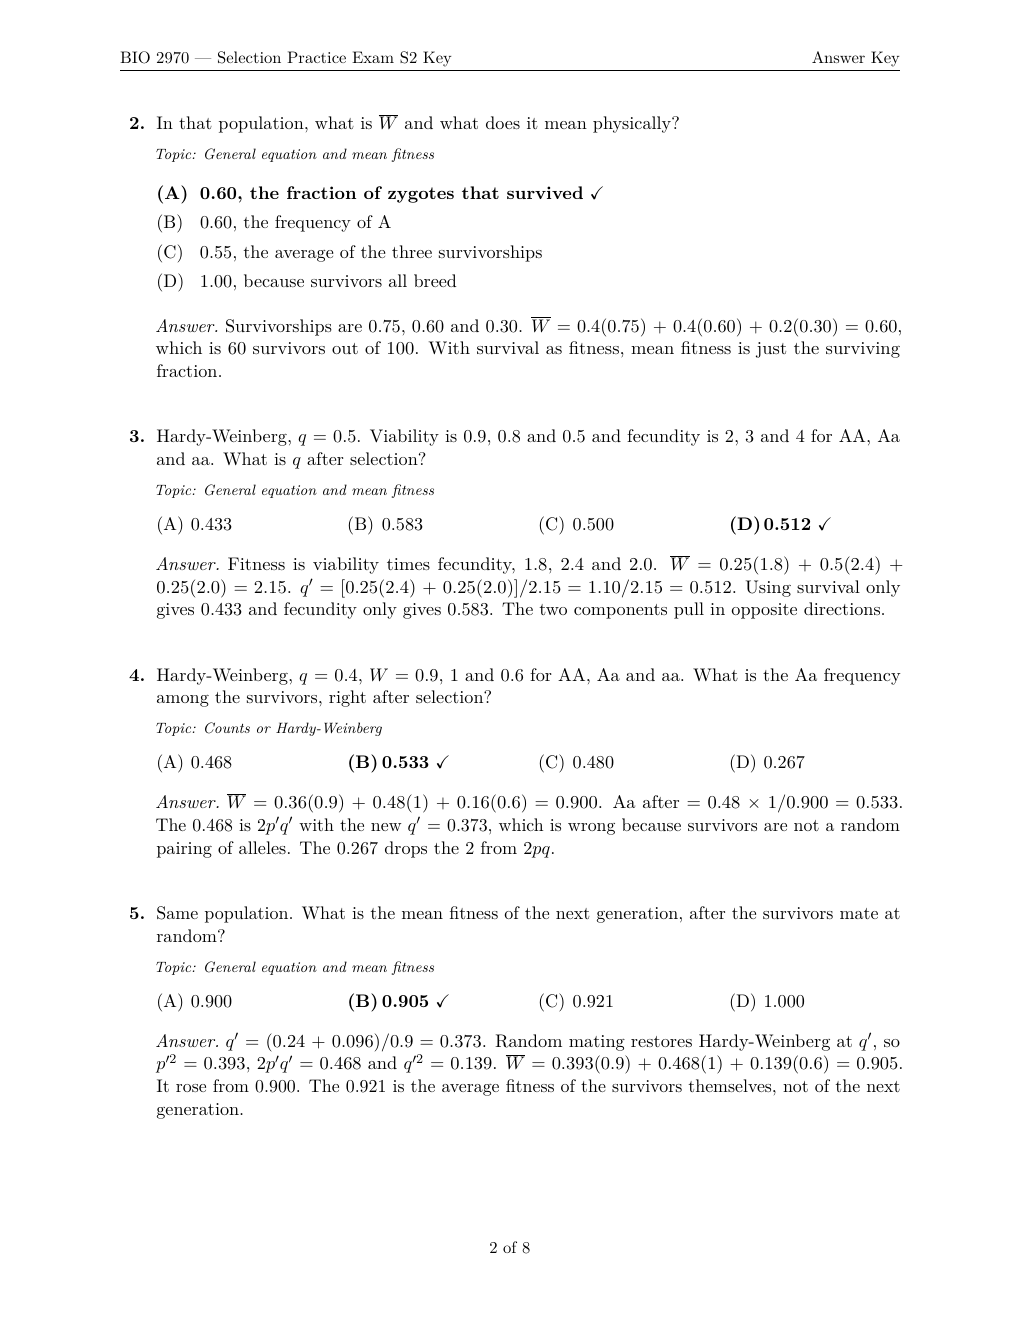 BIO 2970 — Selection Practice Exam S2 Key Answer Key
2. In that population, what is W̅ and what does it mean physically?
Topic: General equation and mean fitness
(A) 0.60, the fraction of zygotes that survived ✓
(B) 0.60, the frequency of A
(C) 0.55, the average of the three survivorships
(D) 1.00, because survivors all breed
Answer. Survivorships are 0.75, 0.60 and 0.30. W̅ = 0.4(0.75) + 0.4(0.60) + 0.2(0.30) = 0.60,
which is 60 survivors out of 100. With survival as fitness, mean fitness is just the surviving
fraction.
3. Hardy-Weinberg, q = 0.5. Viability is 0.9, 0.8 and 0.5 and fecundity is 2, 3 and 4 for AA, Aa
and aa. What is q after selection?
Topic: General equation and mean fitness
(A) 0.433 (B) 0.583 (C) 0.500 (D) 0.512 ✓
Answer. Fitness is viability times fecundity, 1.8, 2.4 and 2.0. W̅ = 0.25(1.8) + 0.5(2.4) +
0.25(2.0) = 2.15. q′ = [0.25(2.4) + 0.25(2.0)]/2.15 = 1.10/2.15 = 0.512. Using survival only
gives 0.433 and fecundity only gives 0.583. The two components pull in opposite directions.
4. Hardy-Weinberg, q = 0.4, W = 0.9, 1 and 0.6 for AA, Aa and aa. What is the Aa frequency
among the survivors, right after selection?
Topic: Counts or Hardy-Weinberg
(A) 0.468 (B) 0.533 ✓ (C) 0.480 (D) 0.267
Answer. W̅ = 0.36(0.9) + 0.48(1) + 0.16(0.6) = 0.900. Aa after = 0.48 × 1/0.900 = 0.533.
The 0.468 is 2p′q′ with the new q′ = 0.373, which is wrong because survivors are not a random
pairing of alleles. The 0.267 drops the 2 from 2pq.
5. Same population. What is the mean fitness of the next generation, after the survivors mate at
random?
Topic: General equation and mean fitness
(A) 0.900 (B) 0.905 ✓ (C) 0.921 (D) 1.000
Answer. q′ = (0.24 + 0.096)/0.9 = 0.373. Random mating restores Hardy-Weinberg at q′, so
p′² = 0.393, 2p′q′ = 0.468 and q′² = 0.139. W̅ = 0.393(0.9) + 0.468(1) + 0.139(0.6) = 0.905.
It rose from 0.900. The 0.921 is the average fitness of the survivors themselves, not of the next
generation.
2 of 8